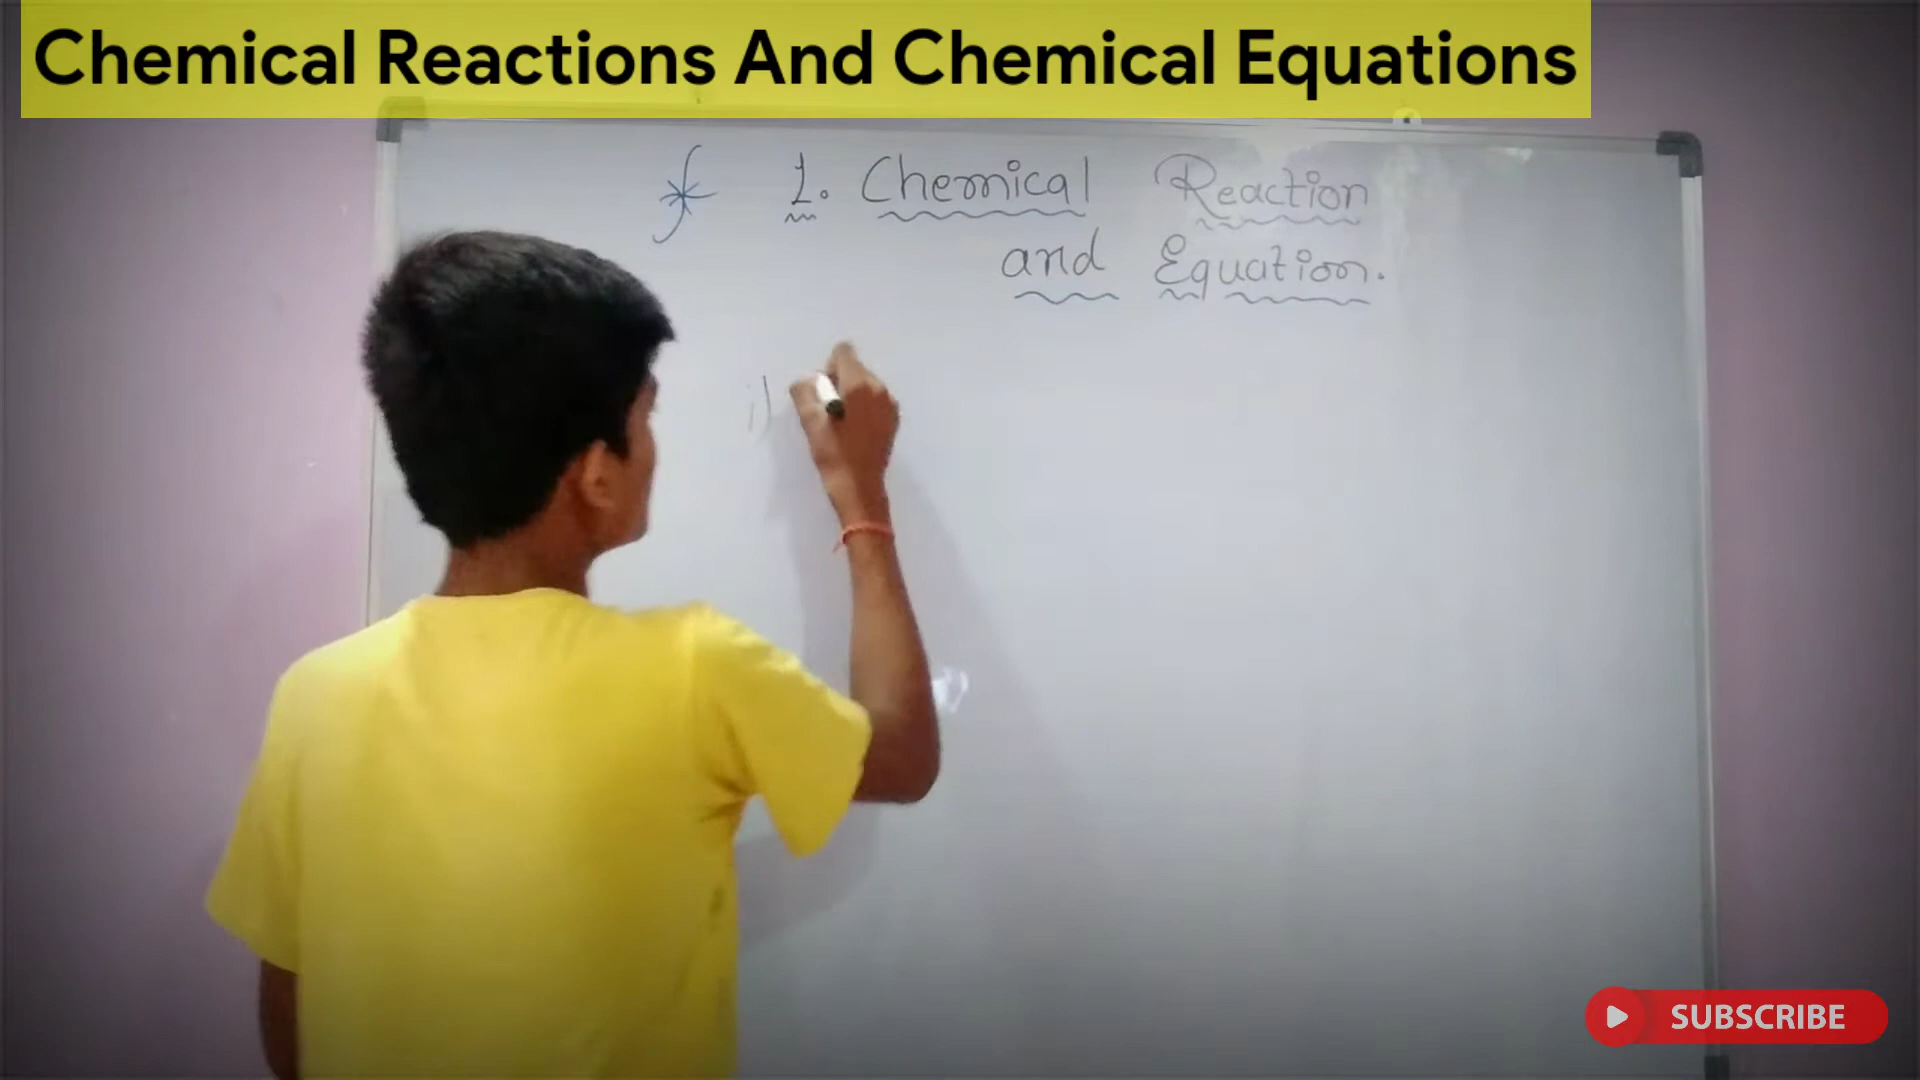 Chemical Reactions And Chemical Equations
1. Chemical Reaction
and Equation.
i)
SUBSCRIBE